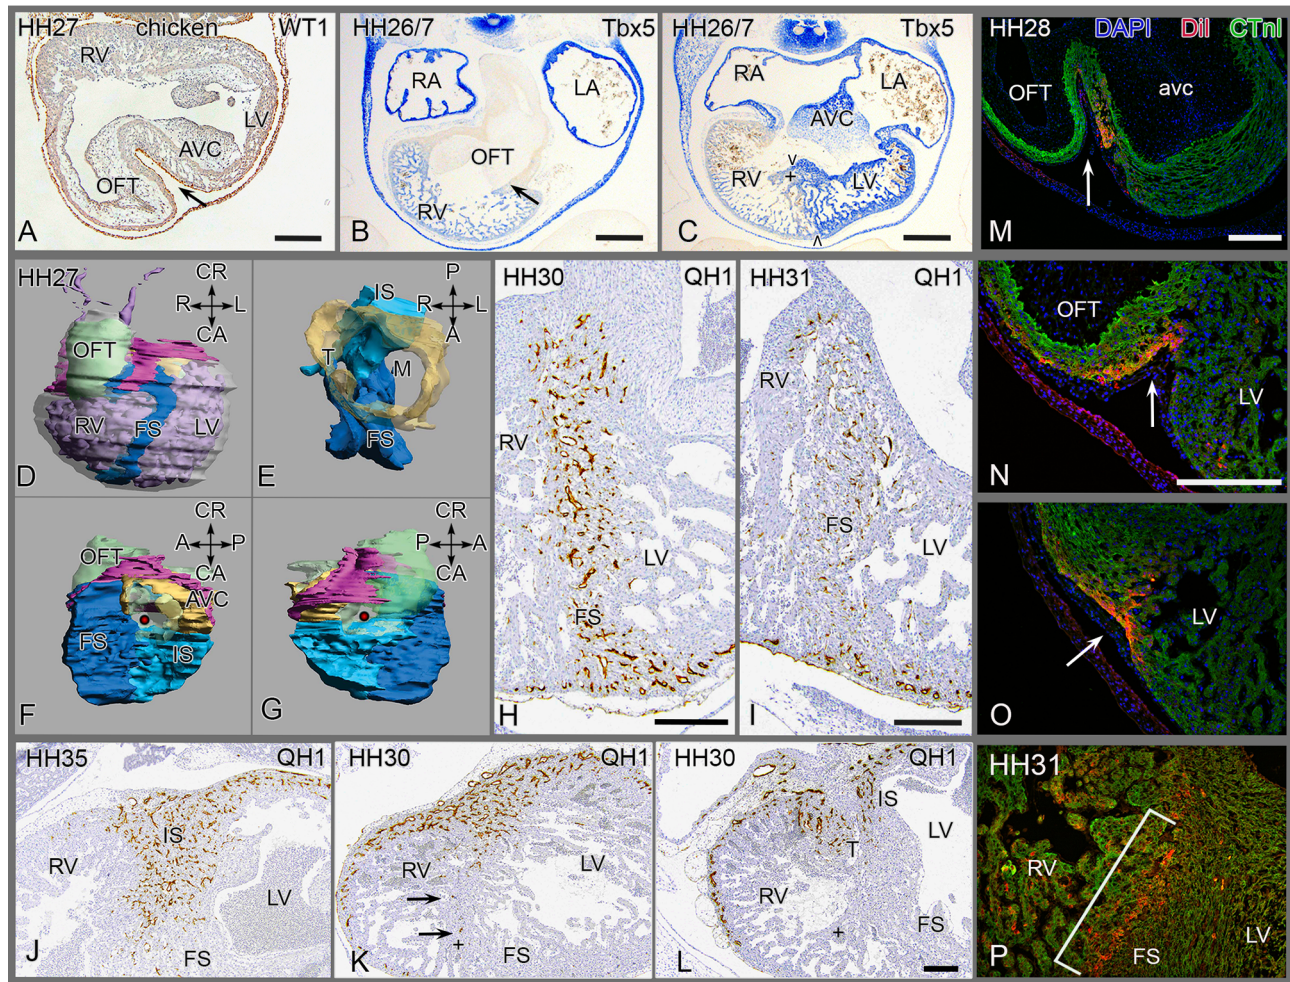 HH27 chicken WT1
RV
LV
AVC
OFT
A
HH26/7 Tbx5
RA
LA
OFT
RV
B
HH26/7 Tbx5
RA
LA
AVC
RV + LV
C
HH28 DAPI DiI CTnI
OFT
avc
M
HH27
CR
R L
CA
OFT
RV FS LV
D
P
IS
R L
A
T
M
FS
E
HH30 QH1
RV
LV
FS
H
HH31 QH1
RV
FS
LV
I
OFT
LV
N
CR
A P
CA
OFT
AVC
FS
IS
F
CR
P A
CA
G
LV
O
HH35 QH1
IS
RV
LV
FS
J
HH30 QH1
RV
LV
+
FS
K
HH30 QH1
IS
LV
T
RV
+
FS
L
HH31
RV
LV
FS
P